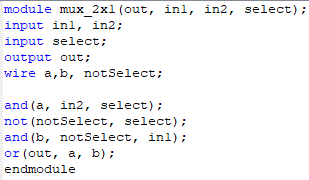 module mux_2x1(out, in1, in2, select);
input in1, in2;
input select;
output out;
wire a,b, notSelect;
and(a, in2, select);
not(notSelect, select);
and(b, notSelect, in1);
or(out, a, b);
endmodule